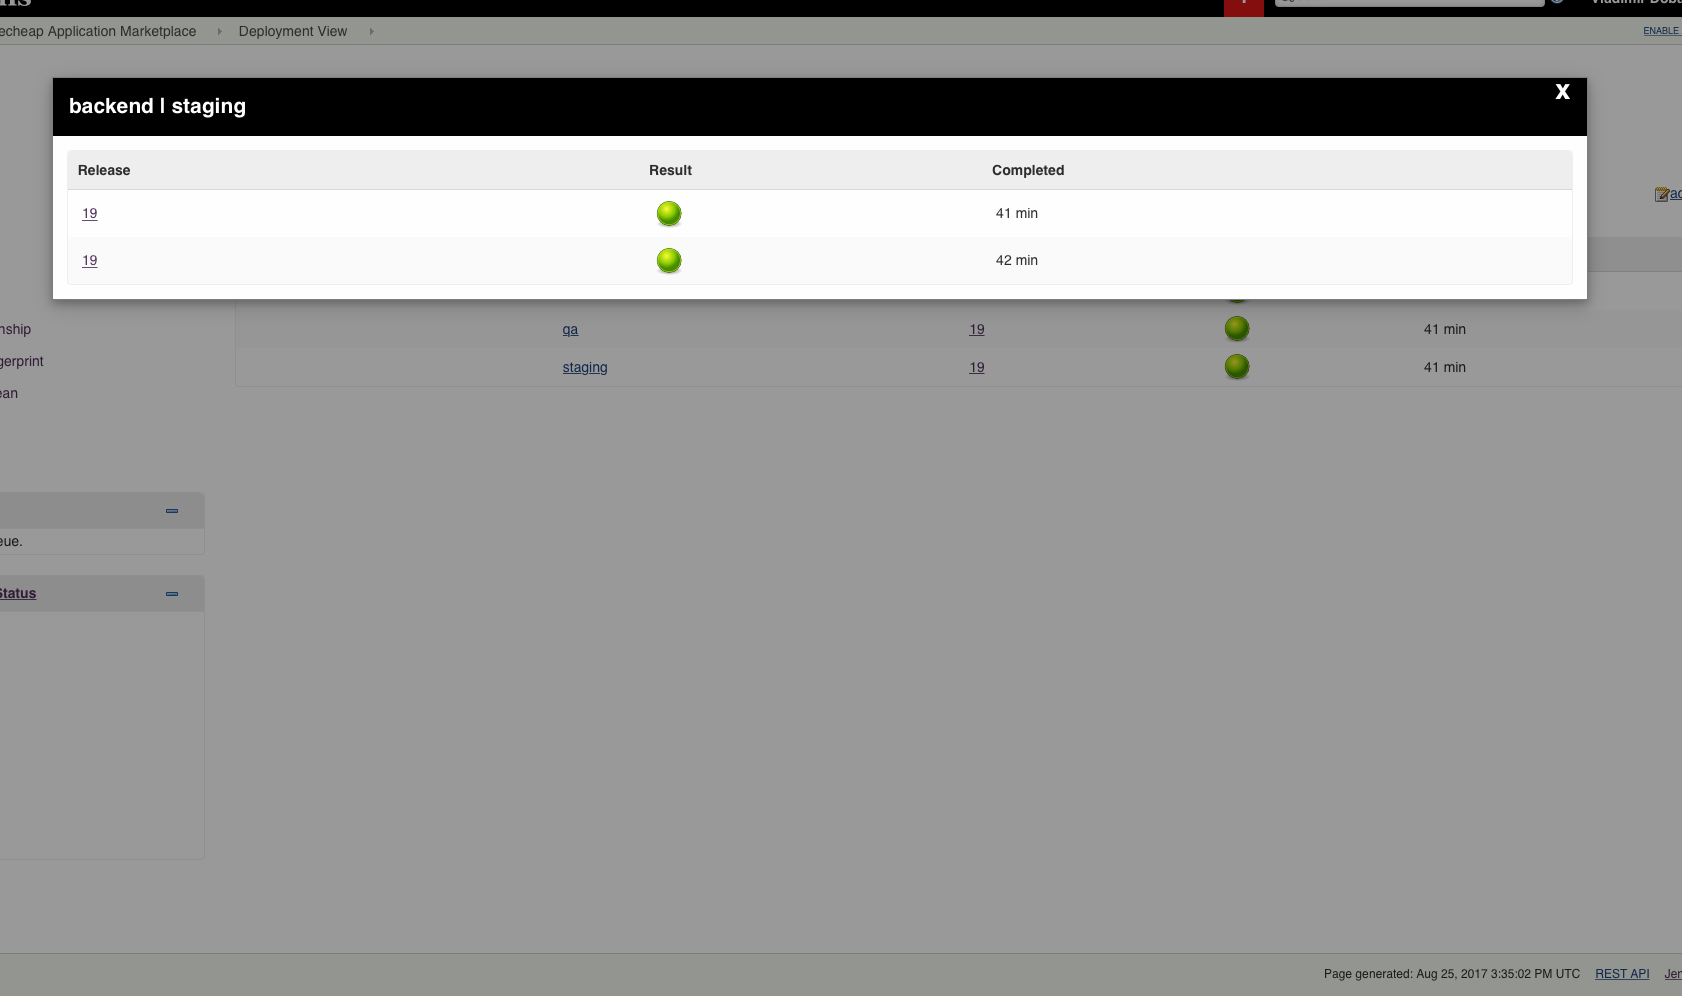 echeap Application Marketplace Deployment View ENABLE
backend | staging X
Release Result Completed
19 41 min
19 42 min
nship
qa 19 41 min
gerprint
staging 19 41 min
ean
eue.
Status
Page generated: Aug 25, 2017 3:35:02 PM UTC REST API Jen